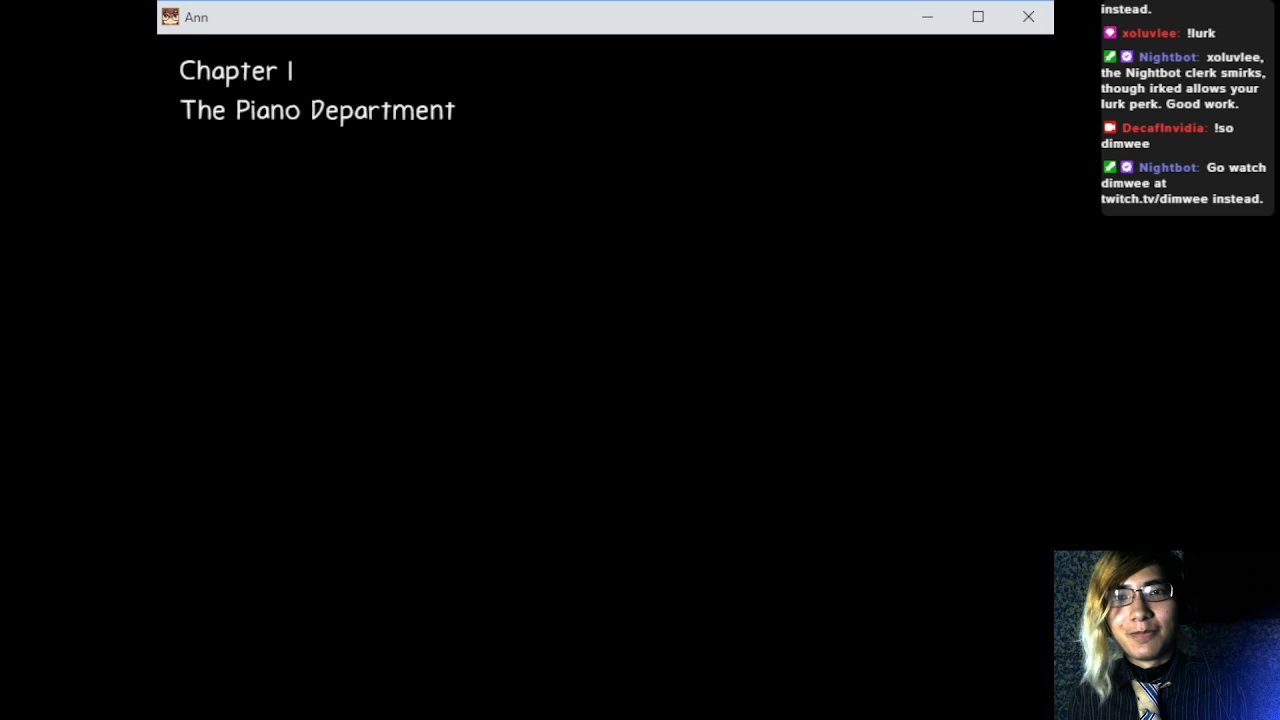 Ann
Chapter 1
The Piano Department
instead.
xoluvlee: !lurk
Nightbot: xoluvlee,
the Nightbot clerk smirks,
though irked allows your
lurk perk. Good work.
DecafInvidia: !so
dimwee
Nightbot: Go watch
dimwee at
twitch.tv/dimwee instead.